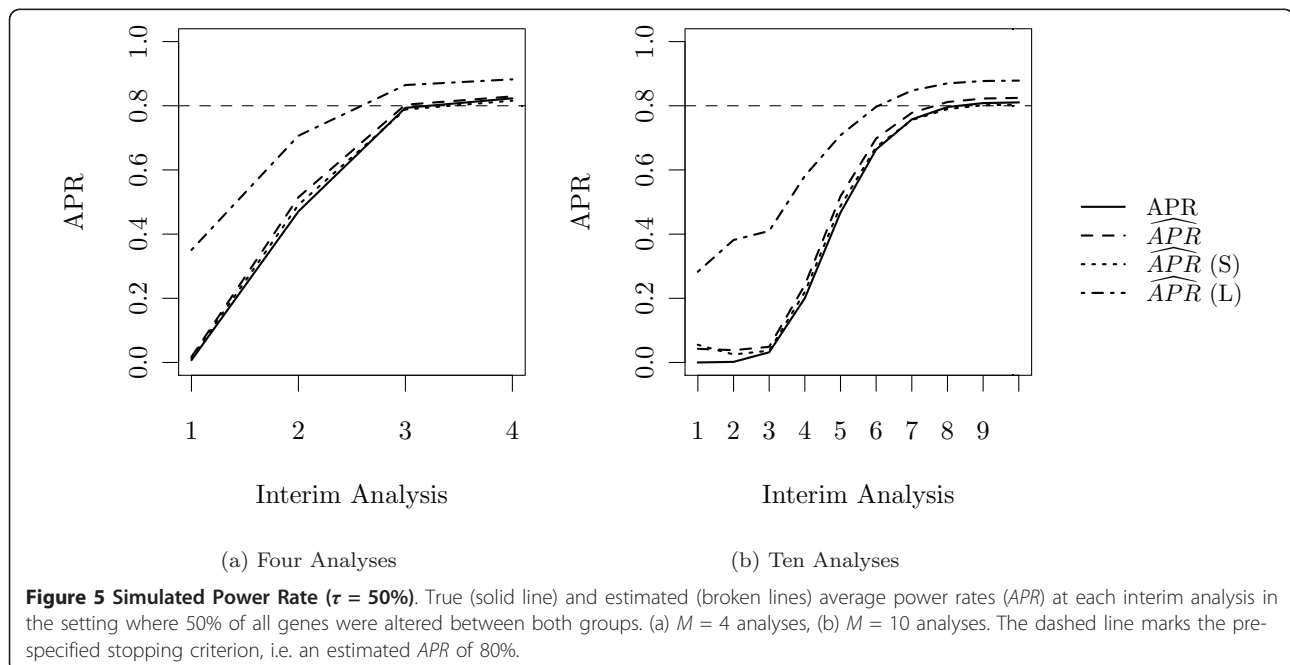 1.0
0.8
0.6
0.4
0.2
0.0
APR
1 2 3 4
Interim Analysis
(a) Four Analyses
1.0
0.8
0.6
0.4
0.2
0.0
APR
1 2 3 4 5 6 7 8 9
Interim Analysis
(b) Ten Analyses
APR
\widehat{APR}
\widehat{APR} (S)
\widehat{APR} (L)
Figure 5 Simulated Power Rate (τ = 50%). True (solid line) and estimated (broken lines) average power rates (APR) at each interim analysis in
the setting where 50% of all genes were altered between both groups. (a) M = 4 analyses, (b) M = 10 analyses. The dashed line marks the pre-
specified stopping criterion, i.e. an estimated APR of 80%.